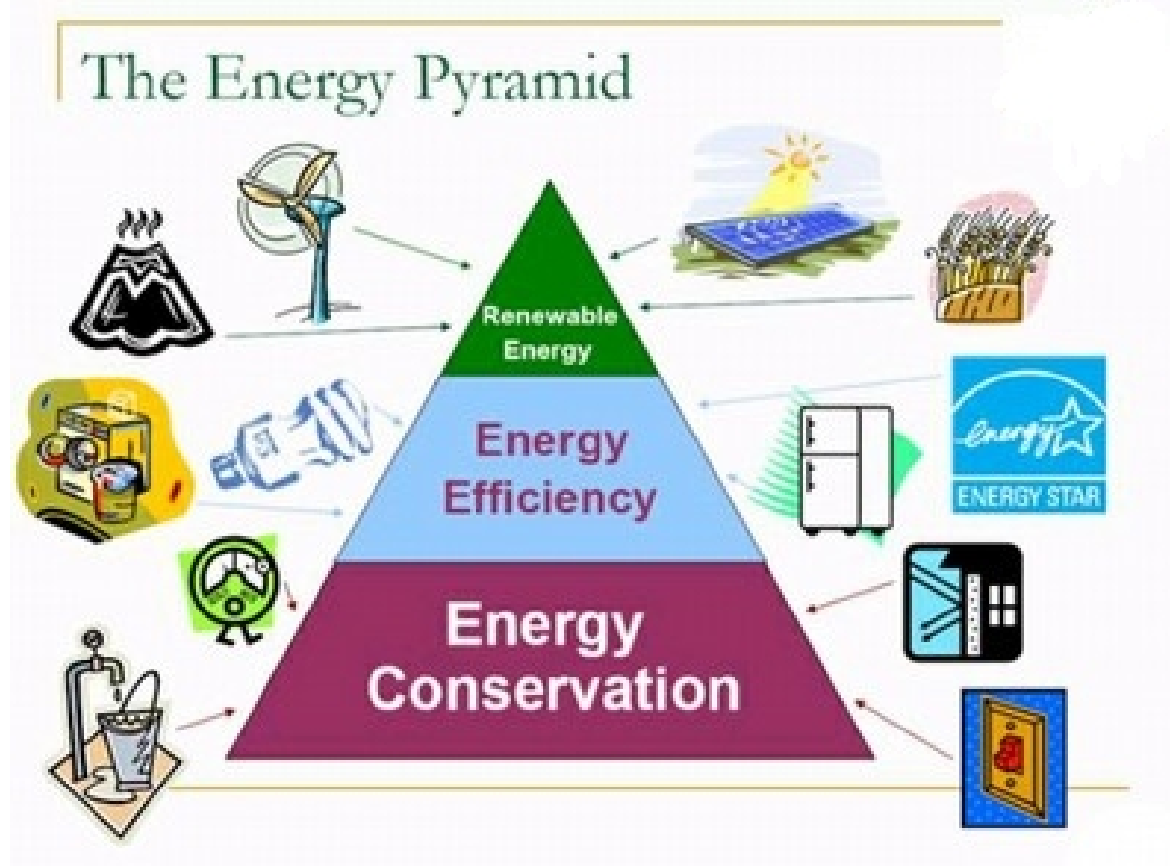 The Energy Pyramid
Renewable
Energy
Energy
Efficiency
energy
ENERGY STAR
Energy
Conservation